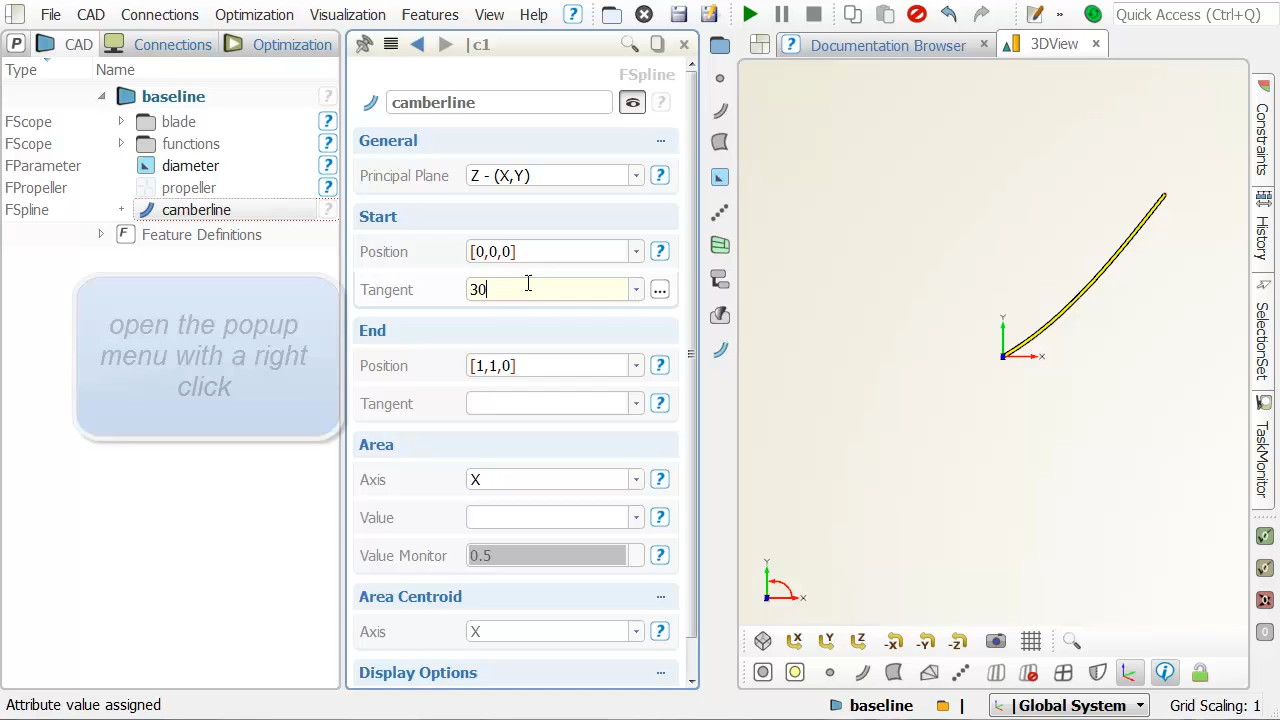 File CAD Connections Optimization Visualization Features View Help ? » Quick Access (Ctrl+Q)
P CAD Connections Optimization
|c1
? Documentation Browser × 3DView ×
Type Name
FSpline
baseline ?
camberline ?
FScope blade ?
FScope functions ?
FParameter diameter ?
FPropeller propeller ?
FSpline + camberline ?
F Feature Definitions
open the popup
menu with a right
click
General ...
Principal Plane Z - (X,Y) ?
Start
Position [0,0,0] ?
Tangent 30 ...
End
Position [1,1,0] ?
Tangent ?
Area
Axis X ?
Value ?
Value Monitor 0.5 ?
Area Centroid ...
Axis X ?
Display Options ...
Y
X
Y
X
X Y Z -X -Y -Z
Constraints
History
SelectionSet
TaskMonitor
0
Attribute value assigned
baseline | |Global System Grid Scaling: 1